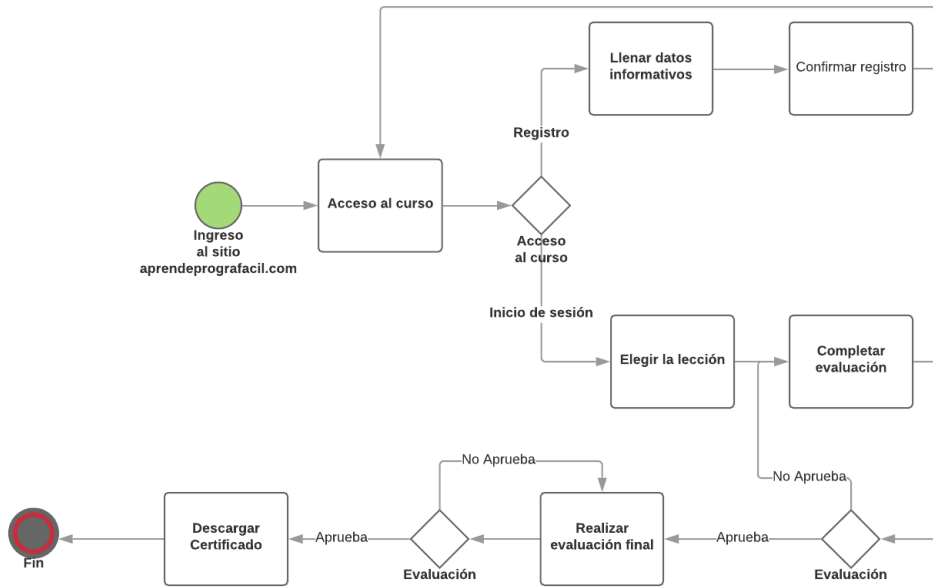 Llenar datos
informativos
Confirmar registro
Registro
Acceso al curso
Ingreso
al sitio
aprendeprografacil.com
Acceso
al curso
Inicio de sesión
Elegir la lección
Completar
evaluación
No Aprueba
No Aprueba
Descargar
Certificado
Aprueba
Realizar
evaluación final
Aprueba
Fin
Evaluación
Evaluación